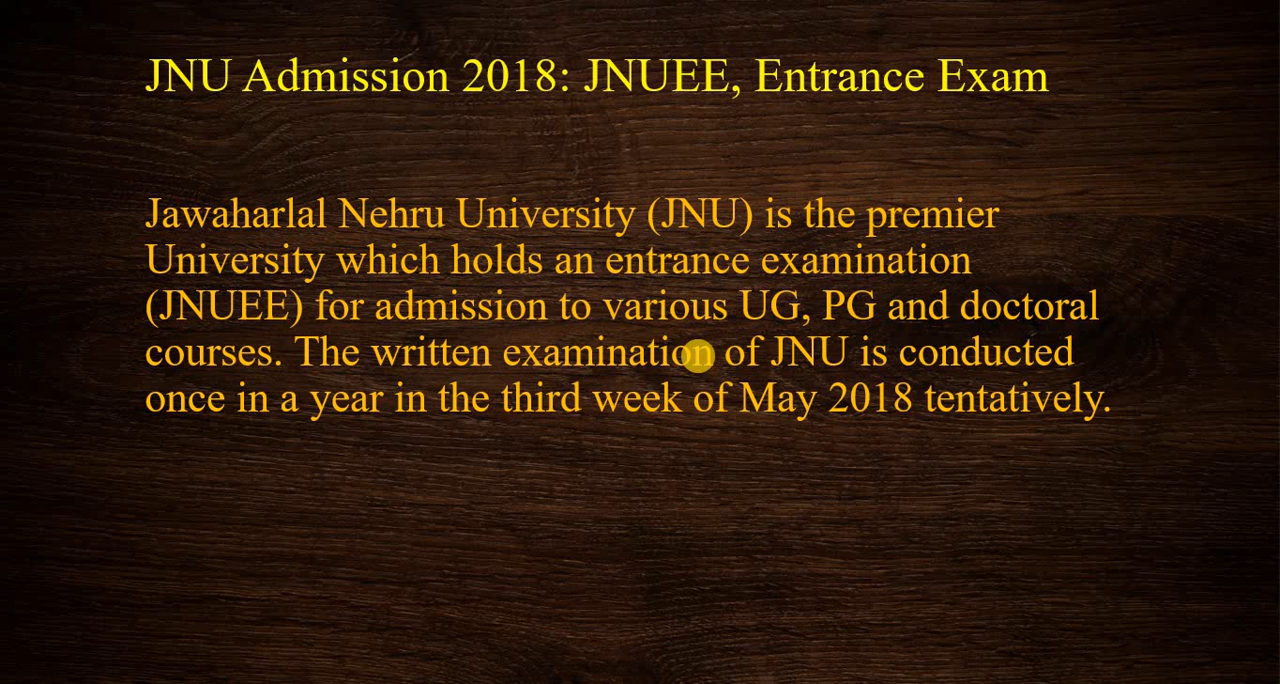 JNU Admission 2018: JNUEE, Entrance Exam
Jawaharlal Nehru University (JNU) is the premier
University which holds an entrance examination
(JNUEE) for admission to various UG, PG and doctoral
courses. The written examination of JNU is conducted
once in a year in the third week of May 2018 tentatively.